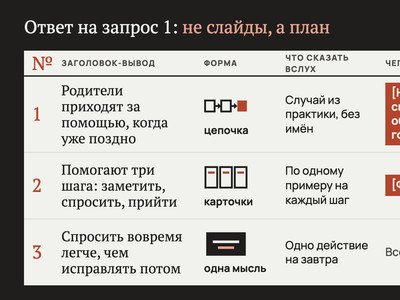 Ответ на запрос 1: не слайды, а план
№ ЗАГОЛОВОК-ВЫВОД ФОРМА ЧТО СКАЗАТЬ ВСЛУХ
1 Родители
приходят за
помощью, когда
уже поздно
цепочка
Случай из
практики, без
имён
2 Помогают три
шага: заметить,
спросить, прийти
карточки
По одному
примеру на
каждый шаг
3 Спросить вовремя
легче, чем
исправлять потом
одна мысль
Одно действие
на завтра